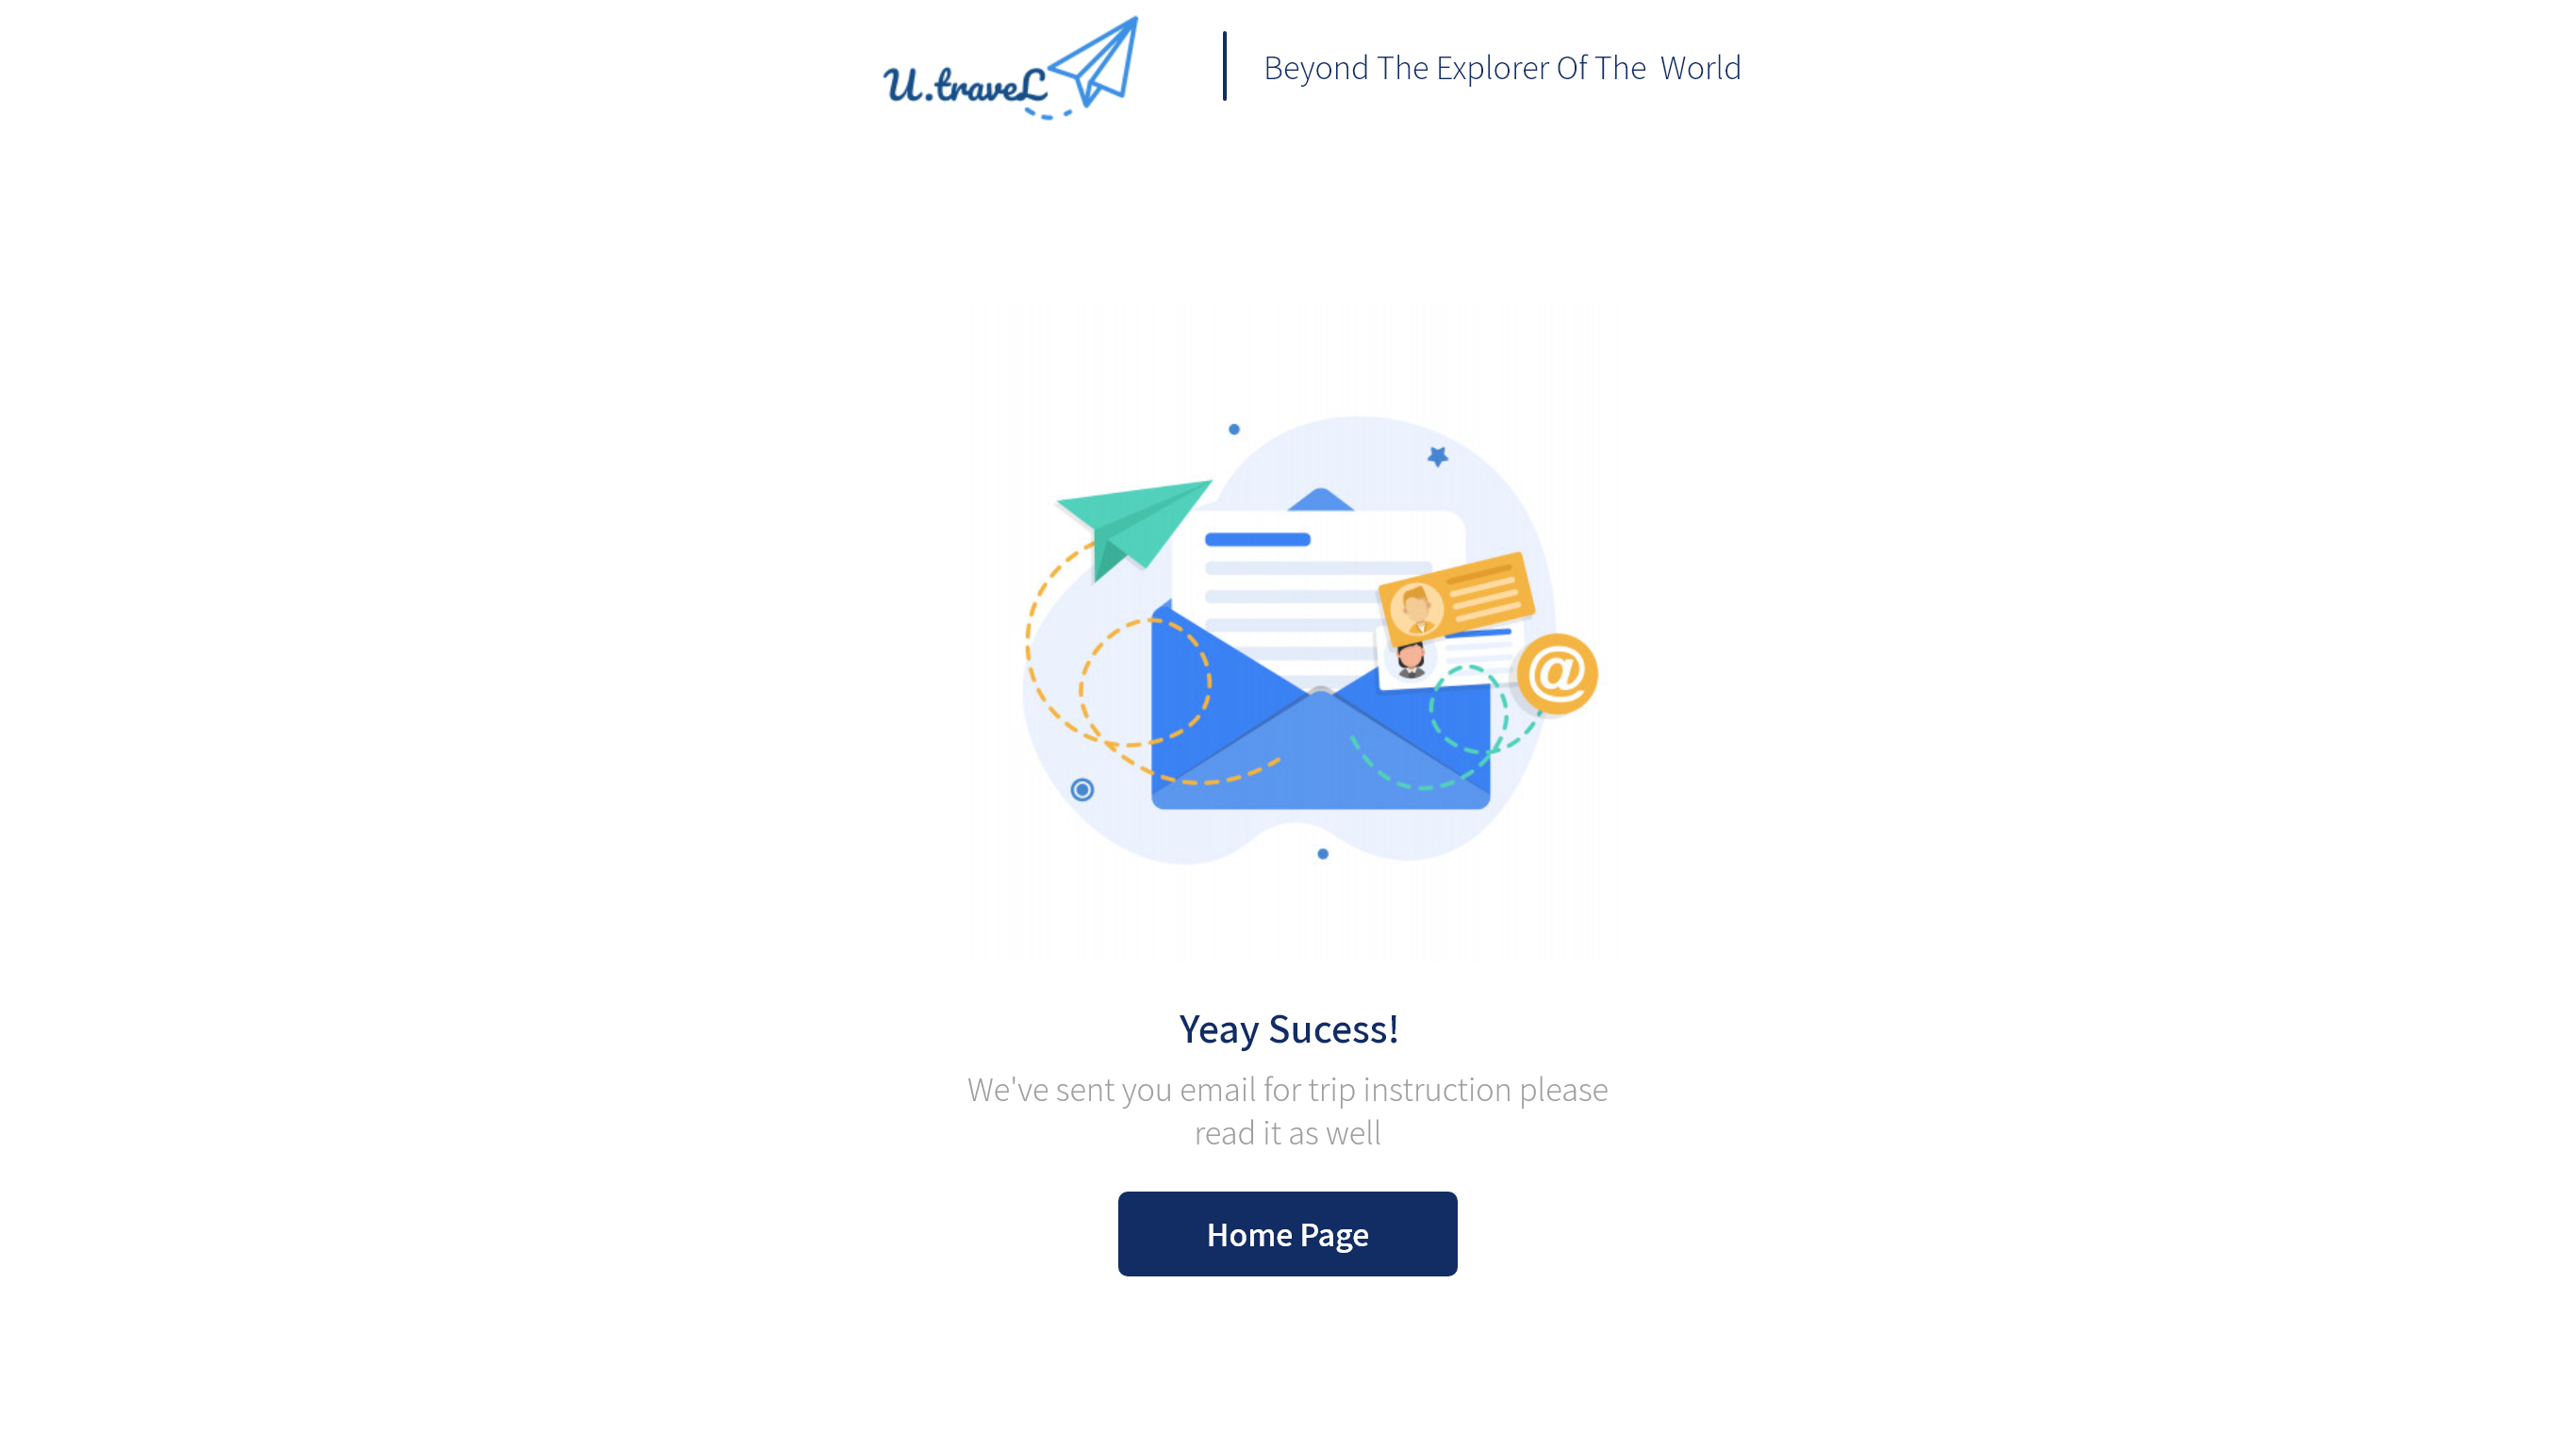 U.traveL
Beyond The Explorer Of The World
@
Yeay Sucess!
We've sent you email for trip instruction please
read it as well
Home Page